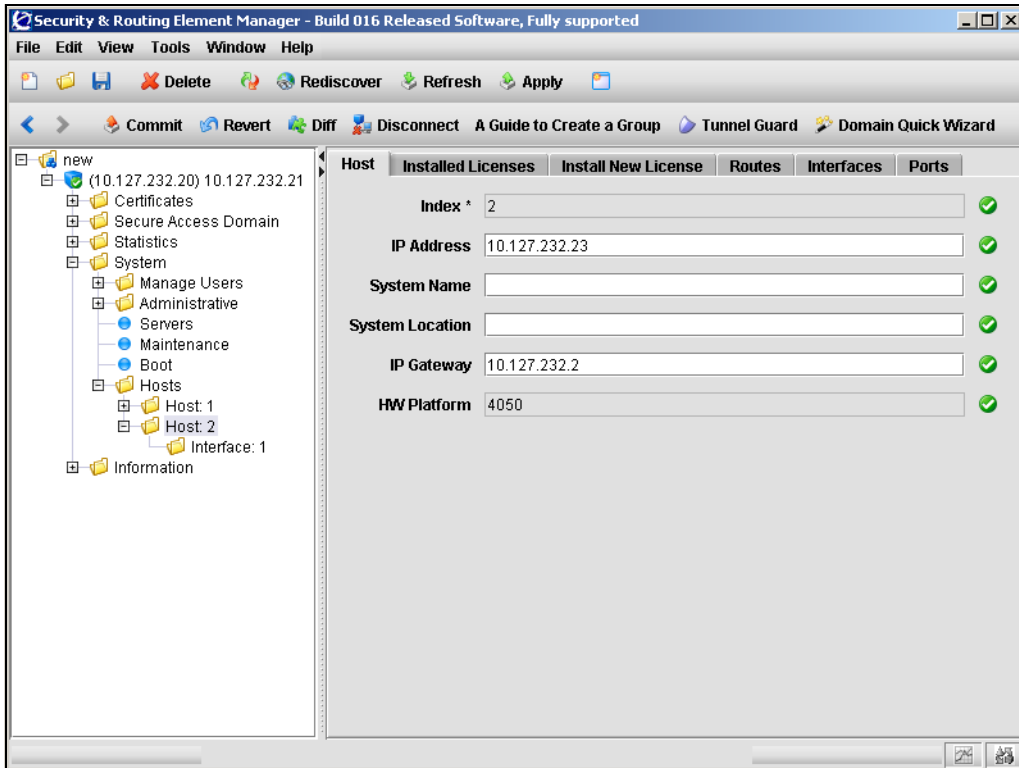 Security & Routing Element Manager - Build 016 Released Software, Fully supported
File Edit View Tools Window Help
Delete Rediscover Refresh Apply
Commit Revert Diff Disconnect A Guide to Create a Group Tunnel Guard Domain Quick Wizard
new
(10.127.232.20) 10.127.232.21
Certificates
Secure Access Domain
Statistics
System
Manage Users
Administrative
Servers
Maintenance
Boot
Hosts
Host: 1
Host: 2
Interface: 1
Information
Host Installed Licenses Install New License Routes Interfaces Ports
Index * 2
IP Address 10.127.232.23
System Name
System Location
IP Gateway 10.127.232.2
HW Platform 4050